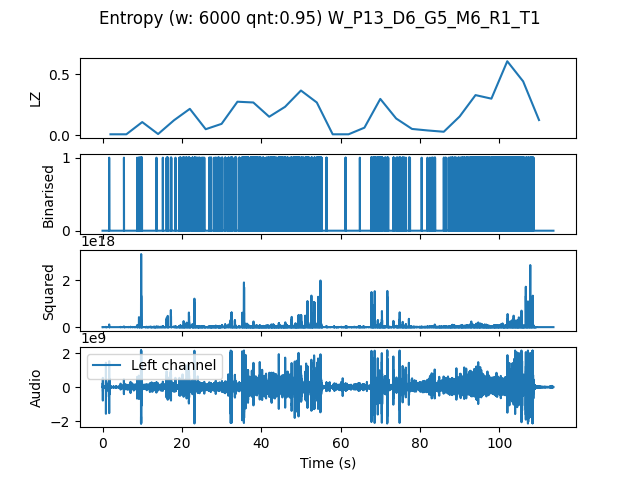 Entropy (w: 6000 qnt:0.95) W_P13_D6_G5_M6_R1_T1
LZ
0.5
0.0
Binarised
1
0
1e18
Squared
2
0
1e9
Audio
2
0
−2
Left channel
0 20 40 60 80 100
Time (s)